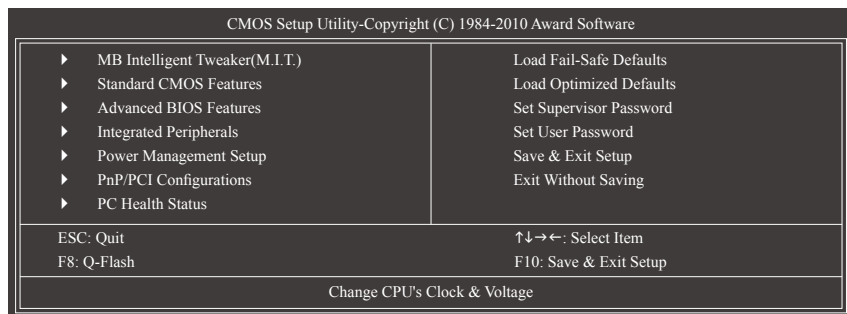 CMOS Setup Utility-Copyright (C) 1984-2010 Award Software
MB Intelligent Tweaker(M.I.T.)
Standard CMOS Features
Advanced BIOS Features
Integrated Peripherals
Power Management Setup
PnP/PCI Configurations
PC Health Status
Load Fail-Safe Defaults
Load Optimized Defaults
Set Supervisor Password
Set User Password
Save & Exit Setup
Exit Without Saving
ESC: Quit
F8: Q-Flash
↑↓→←: Select Item
F10: Save & Exit Setup
Change CPU's Clock & Voltage